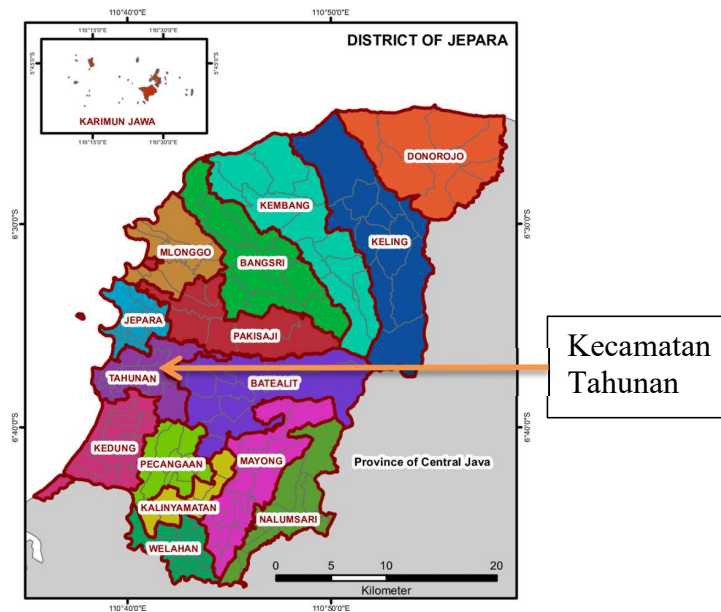 110°40'0"E
110°50'0"E
110°15'0"E
110°30'0"E
5°45'0"S
5°45'0"S
KARIMUN JAWA
110°15'0"E
110°30'0"E
DISTRICT OF JEPARA
DONOROJO
KEMBANG
6°30'0"S
6°30'0"S
KELING
MLONGGO
BANGSRI
JEPARA
PAKISAJI
Kecamatan
Tahunan
TAHUNAN
BATEALIT
6°40'0"S
6°40'0"S
KEDUNG
PECANGAAN
MAYONG
Province of Central Java
KALINYAMATAN
NALUMSARI
WELAHAN
0 5 10 20
Kilometer
110°40'0"E
110°50'0"E